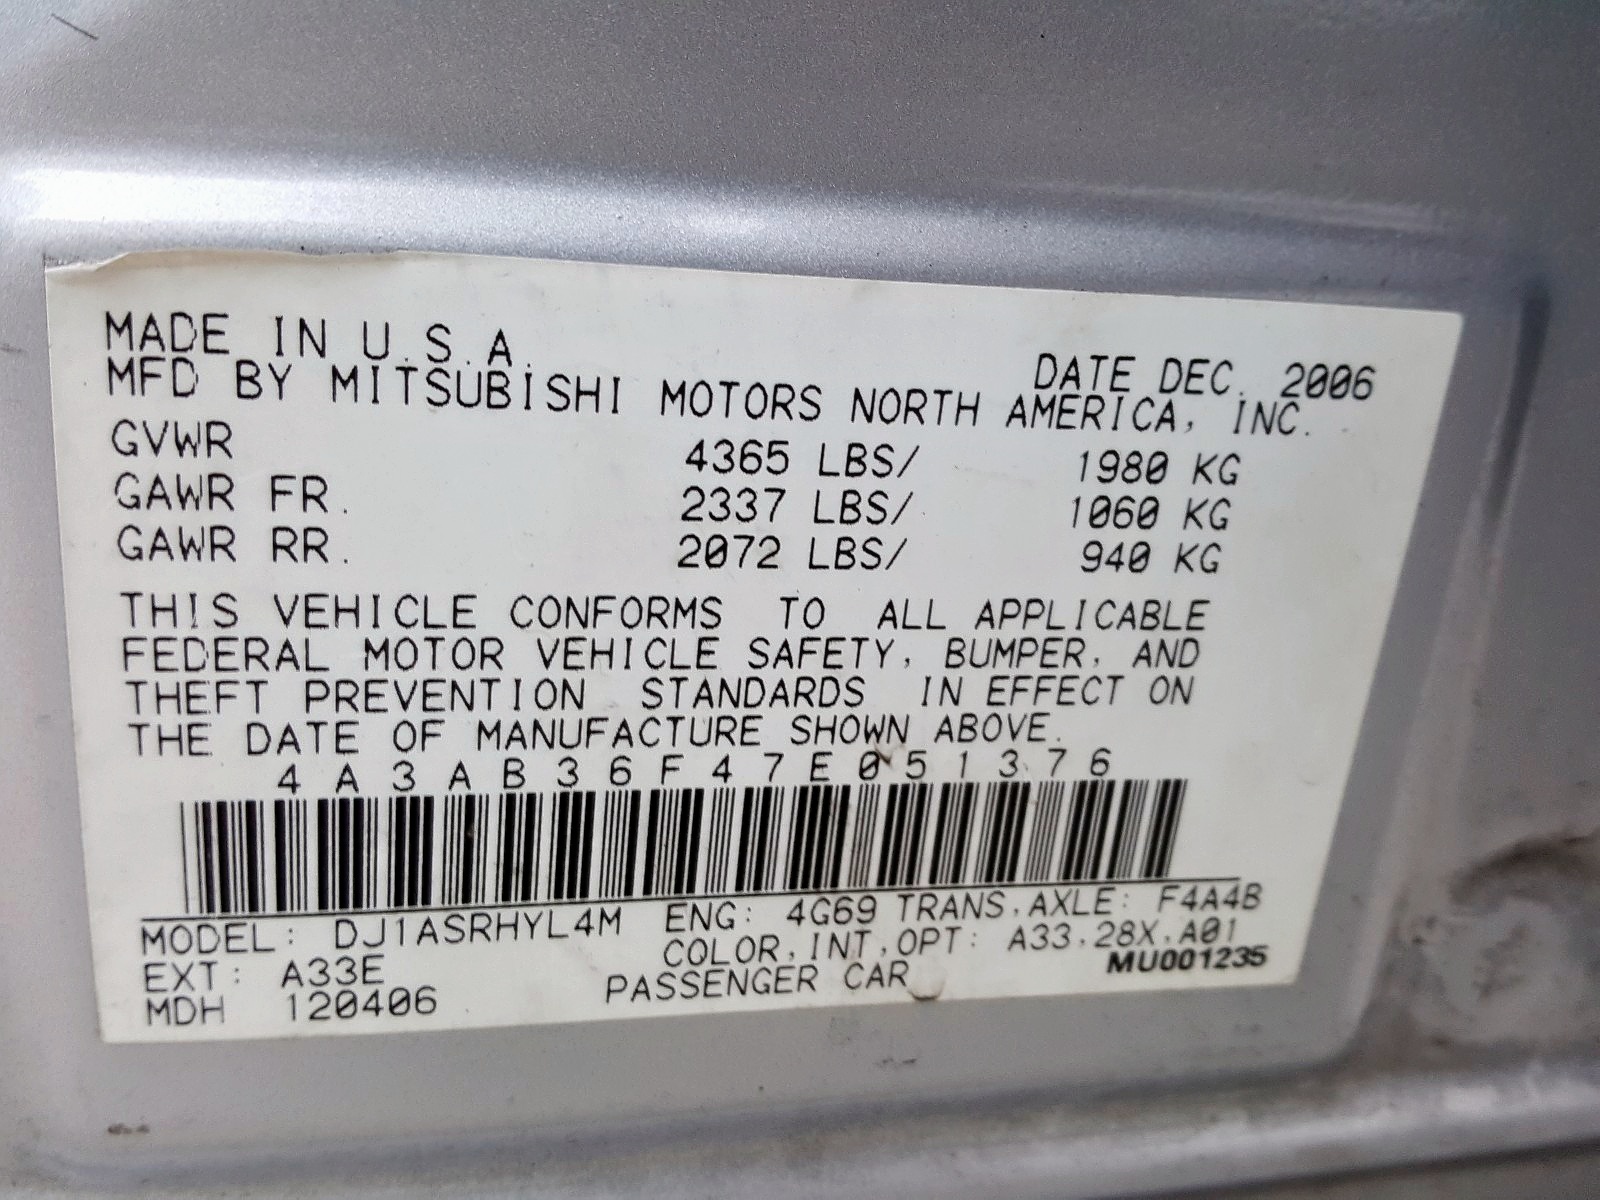 MADE IN U.S.A.
DATE DEC. 2006
MFD BY MITSUBISHI MOTORS NORTH AMERICA, INC.
GVWR 4365 LBS/ 1980 KG
GAWR FR. 2337 LBS/ 1060 KG
GAWR RR. 2072 LBS/ 940 KG
THIS VEHICLE CONFORMS TO ALL APPLICABLE
FEDERAL MOTOR VEHICLE SAFETY, BUMPER, AND
THEFT PREVENTION STANDARDS IN EFFECT ON
THE DATE OF MANUFACTURE SHOWN ABOVE.
4A3AB36F47E051376
MODEL: DJ1ASRHYL4M ENG: 4G69 TRANS.AXLE: F4A4B
EXT: A33E COLOR,INT,OPT: A33.28X.A01
MDH 120406 PASSENGER CAR MU001235